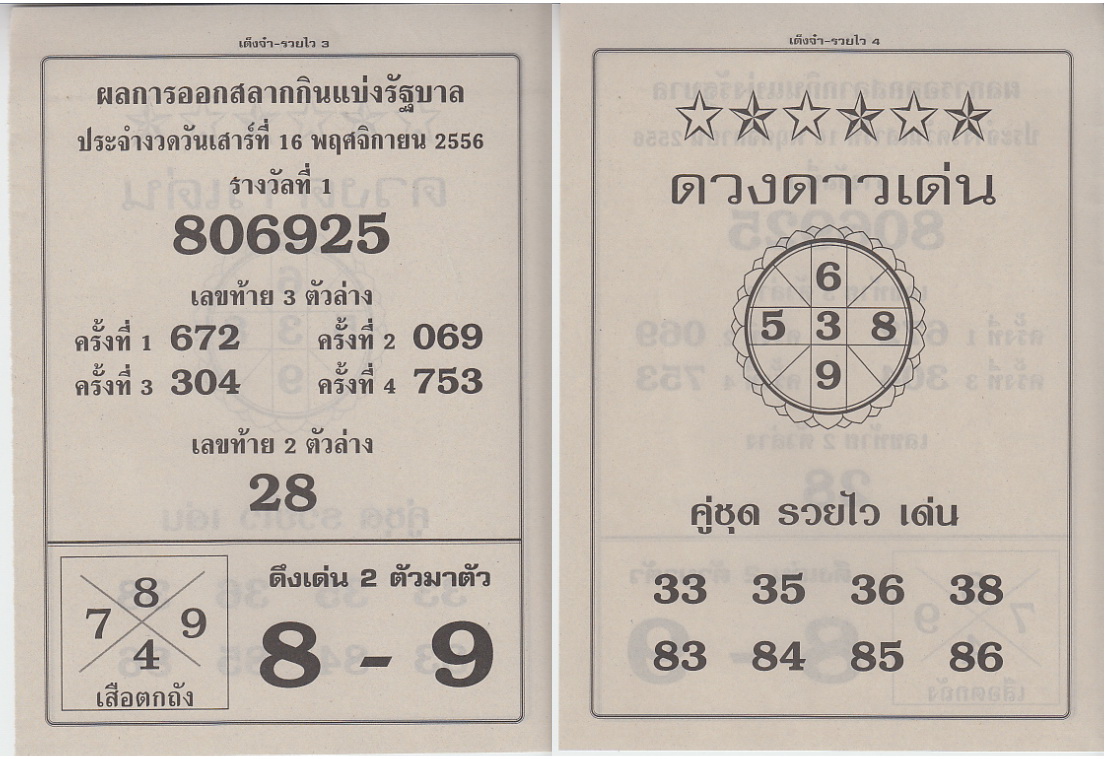 เต็งจ๋า-รวยไว 3
ผลการออกสลากกินแบ่งรัฐบาล
ประจำงวดวันเสาร์ที่ 16 พฤศจิกายน 2556
รางวัลที่ 1
806925
เลขท้าย 3 ตัวล่าง
ครั้งที่ 1 672 ครั้งที่ 2 069
ครั้งที่ 3 304 ครั้งที่ 4 753
เลขท้าย 2 ตัวล่าง
28
8
7 9
4
เสือตกถัง
ดึงเด่น 2 ตัวมาตัว
8 - 9
เต็งจ๋า-รวยไว 4
ดวงดาวเด่น
6
5 3 8
9
คู่ชุด รวยไว เด่น
33 35 36 38
83 84 85 86